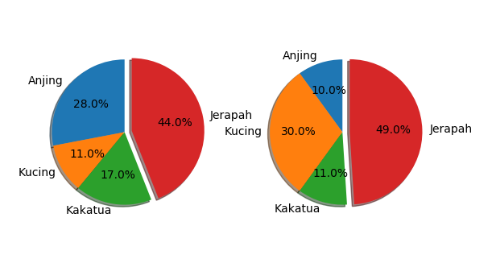 Anjing
28.0%
Jerapah
44.0%
11.0%
Kucing
17.0%
Kakatua
Anjing
10.0%
Kucing
30.0%
49.0%
Jerapah
11.0%
Kakatua